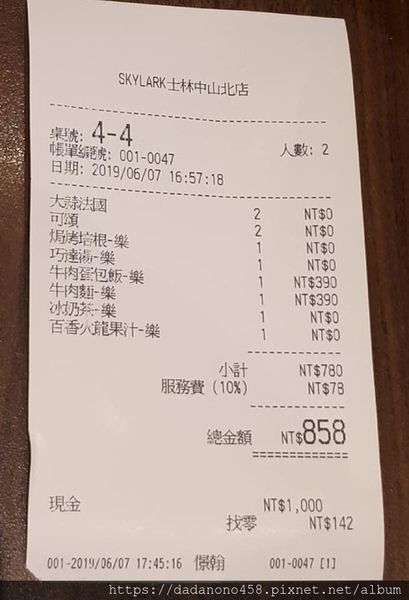 SKYLARK士林中山北店
桌號: 4-4 人數: 2
帳單編號: 001-0047
日期: 2019/06/07 16:57:18
大蒜法國 2 NT$0
可頌 2 NT$0
焗烤培根-樂 1 NT$0
巧達湯-樂 1 NT$0
牛肉蛋包飯-樂 1 NT$390
牛肉麵-樂 1 NT$390
冰奶茶-樂 1 NT$0
百香火龍果汁-樂 1 NT$0
小計 NT$780
服務費 (10%) NT$78
總金額 NT$858
現金 NT$1,000
找零 NT$142
001-2019/06/07 17:45:16 憬翰 001-0047 [1]
https://dadanono458.pixnet.net/album